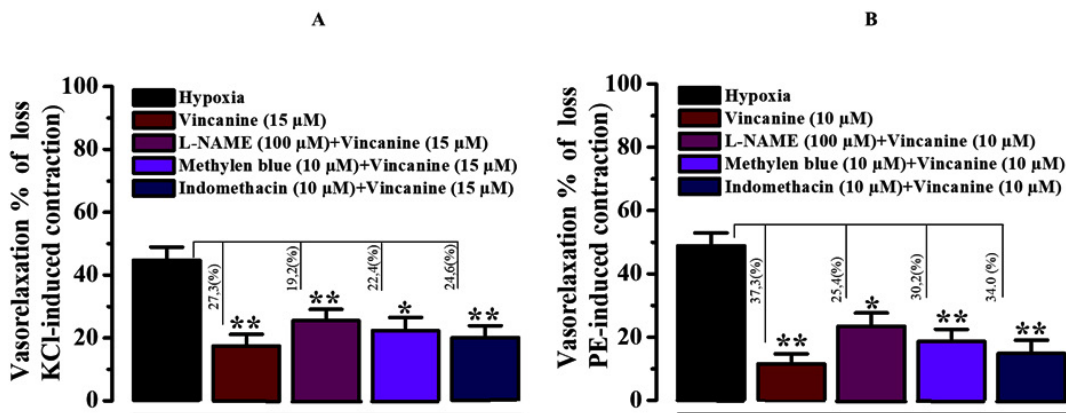 A
Vasorelaxation % of loss
KCl-induced contraction)
100
80
60
40
20
0
Hypoxia
Vincanine (15 µM)
L-NAME (100 µM)+Vincanine (15 µM)
Methylen blue (10 µM)+Vincanine (15 µM)
Indomethacin (10 µM)+Vincanine (15 µM)
27,3(%)
19,2(%)
22,4(%)
24,6(%)
**
**
*
**
B
Vasorelaxation % of loss
PE-induced contraction)
100
80
60
40
20
0
Hypoxia
Vincanine (10 µM)
L-NAME (100 µM)+Vincanine (10 µM)
Methylen blue (10 µM)+Vincanine (10 µM)
Indomethacin (10 µM)+Vincanine (10 µM)
37,3(%)
25,4(%)
30,2(%)
34.0 (%)
**
*
**
**